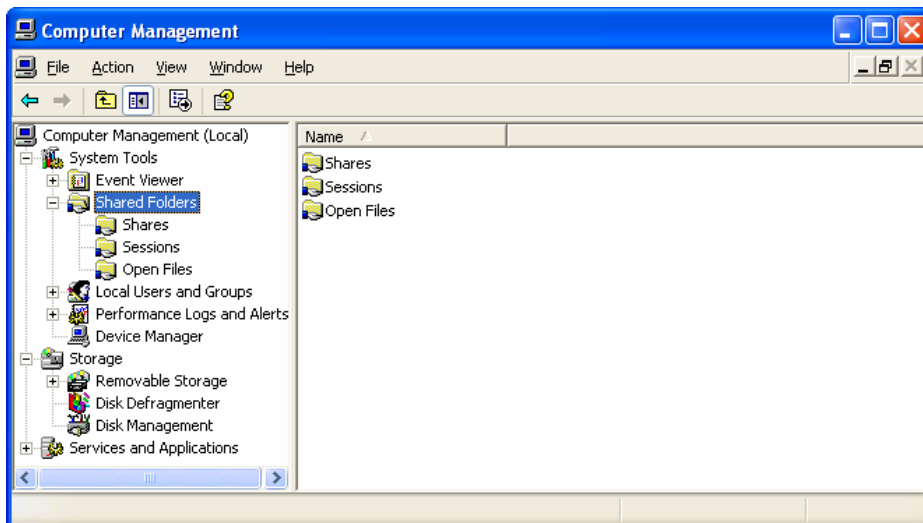 Computer Management
File Action View Window Help
Computer Management (Local)
System Tools
Event Viewer
Shared Folders
Shares
Sessions
Open Files
Local Users and Groups
Performance Logs and Alerts
Device Manager
Storage
Removable Storage
Disk Defragmenter
Disk Management
Services and Applications
Name
Shares
Sessions
Open Files